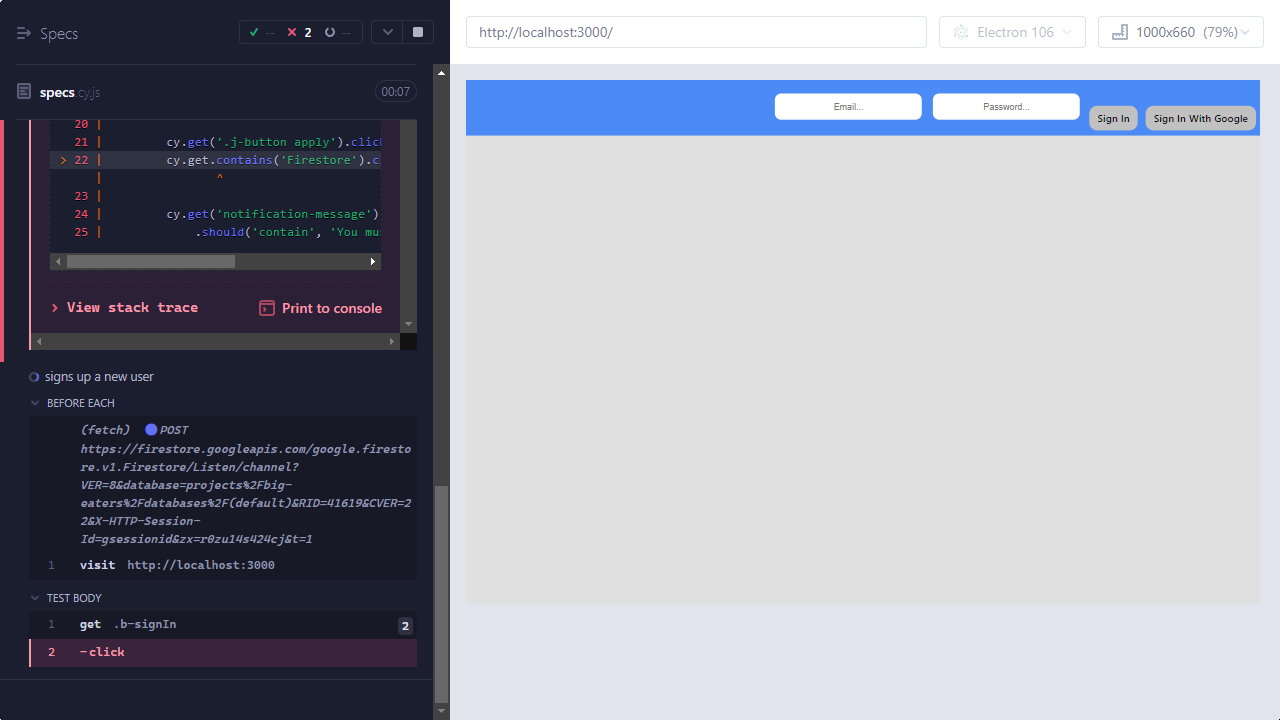 Specs
-- 2 --
specs.cy.js 00:07
20 |
21 | cy.get('.j-button apply').click
> 22 | cy.get.contains('Firestore').c
| ^
23 |
24 | cy.get('notification-message')
25 | .should('contain', 'You mu
View stack trace Print to console
signs up a new user
BEFORE EACH
(fetch) POST
https://firestore.googleapis.com/google.firesto
re.v1.Firestore/Listen/channel?
VER=8&database=projects%2Fbig-
eaters%2Fdatabases%2F(default)&RID=41619&CVER=2
2&X-HTTP-Session-
Id=gsessionid&zx=r0zu14s424cj&t=1
1 visit http://localhost:3000
TEST BODY
1 get .b-signIn 2
2 -click
http://localhost:3000/
Electron 106
1000x660 (79%)
Email...
Password...
Sign In
Sign In With Google